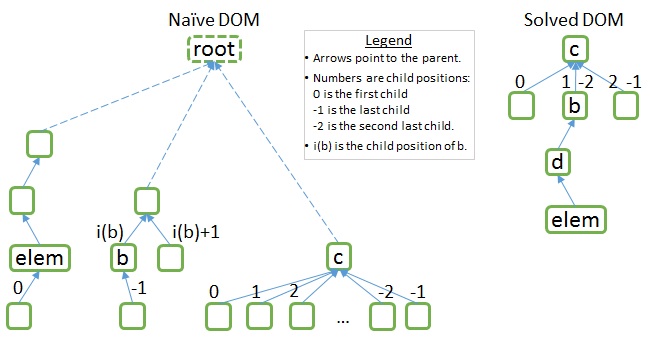 Naïve DOM
Solved DOM
root
Legend
• Arrows point to the parent.
• Numbers are child positions:
0 is the first child
-1 is the last child
-2 is the second last child.
• i(b) is the child position of b.
c
0 1 -2 2 -1
b
d
elem
i(b) i(b)+1
elem b c
0 -1 0 1 2 -2 -1
...